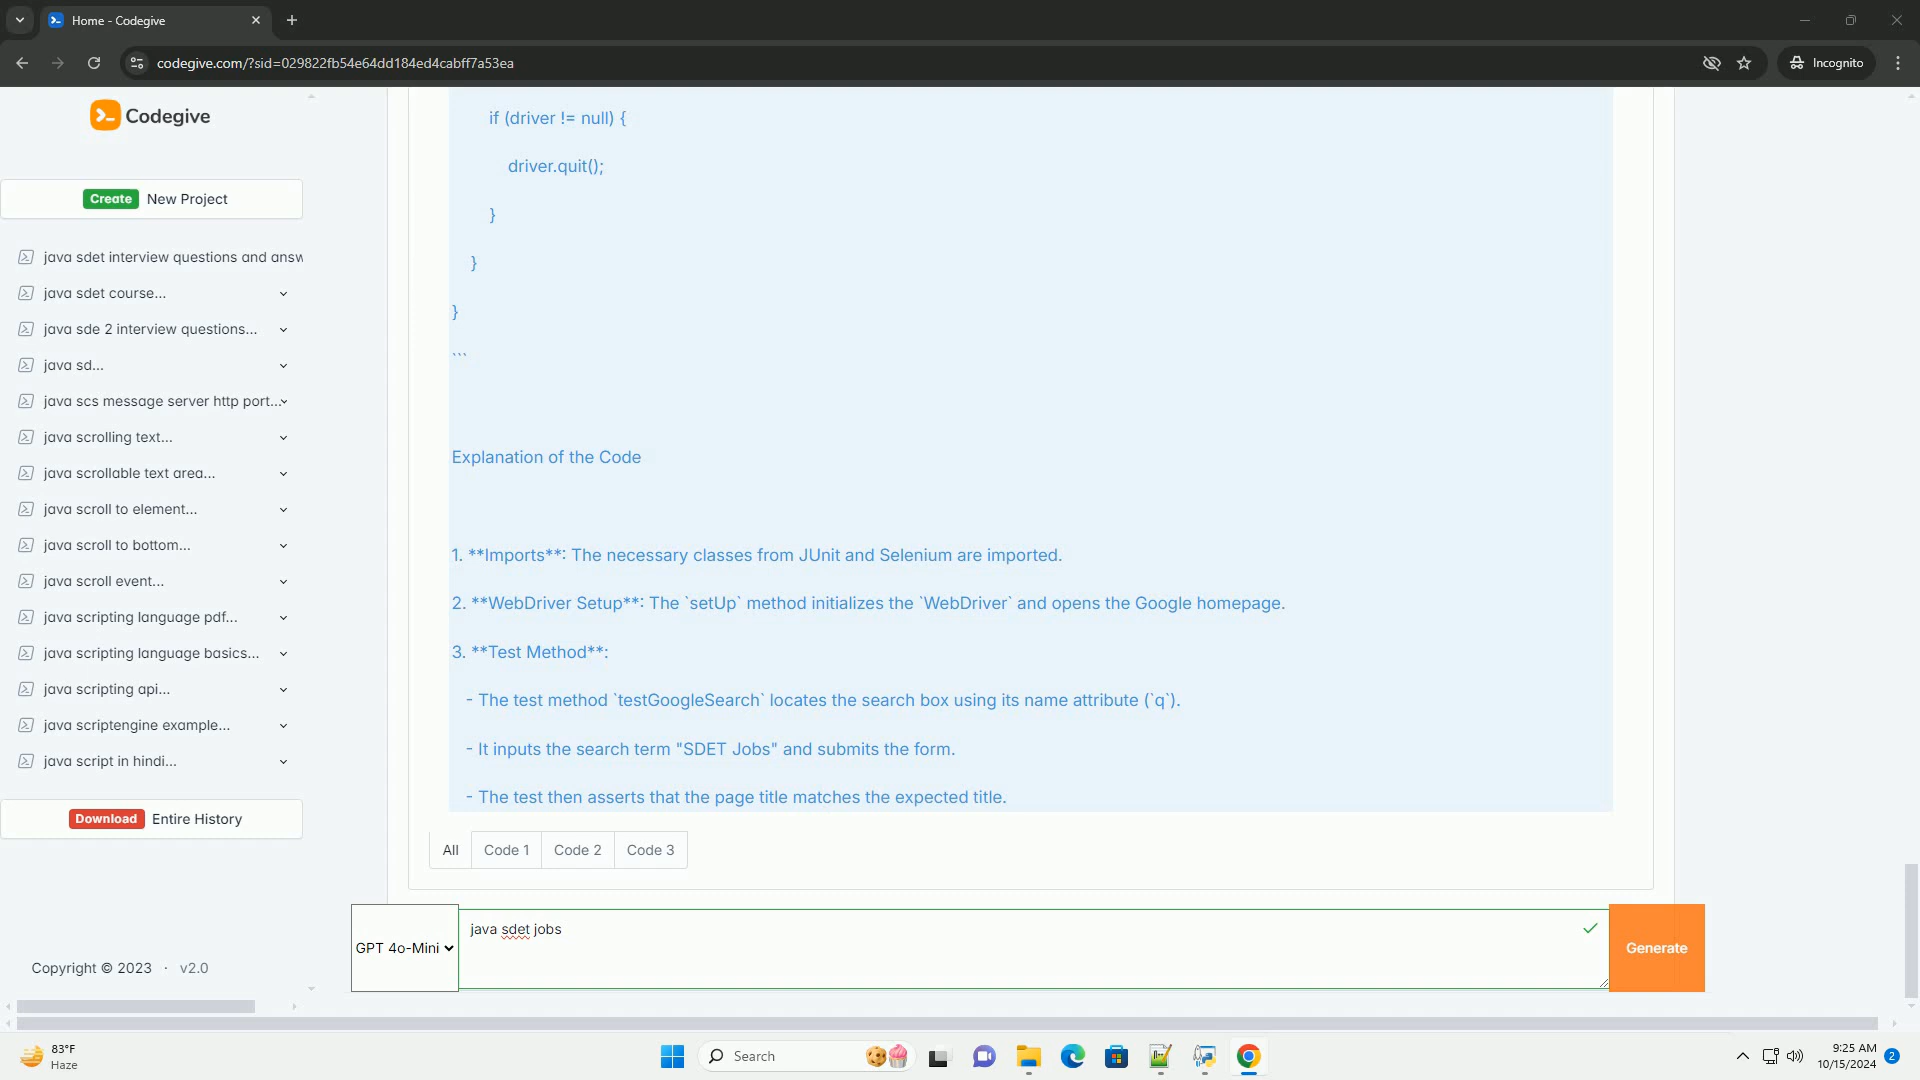 Home - Codegive
codegive.com/?sid=029822fb54e64dd184ed4cabff7a53ea
Incognito
Codegive
Create New Project
java sdet interview questions and answ
java sdet course...
java sde 2 interview questions...
java sd...
java scs message server http port...
java scrolling text...
java scrollable text area...
java scroll to element...
java scroll to bottom...
java scroll event...
java scripting language pdf...
java scripting language basics...
java scripting api...
java scriptengine example...
java script in hindi...
Download Entire History
Copyright © 2023 · v2.0
if (driver != null) {
driver.quit();
}
}
}
```
Explanation of the Code
1. **Imports**: The necessary classes from JUnit and Selenium are imported.
2. **WebDriver Setup**: The `setUp` method initializes the `WebDriver` and opens the Google homepage.
3. **Test Method**:
- The test method `testGoogleSearch` locates the search box using its name attribute (`q`).
- It inputs the search term "SDET Jobs" and submits the form.
- The test then asserts that the page title matches the expected title.
All Code 1 Code 2 Code 3
GPT 4o-Mini
java sdet jobs
Generate
83°F
Haze
Search
9:25 AM
10/15/2024
2